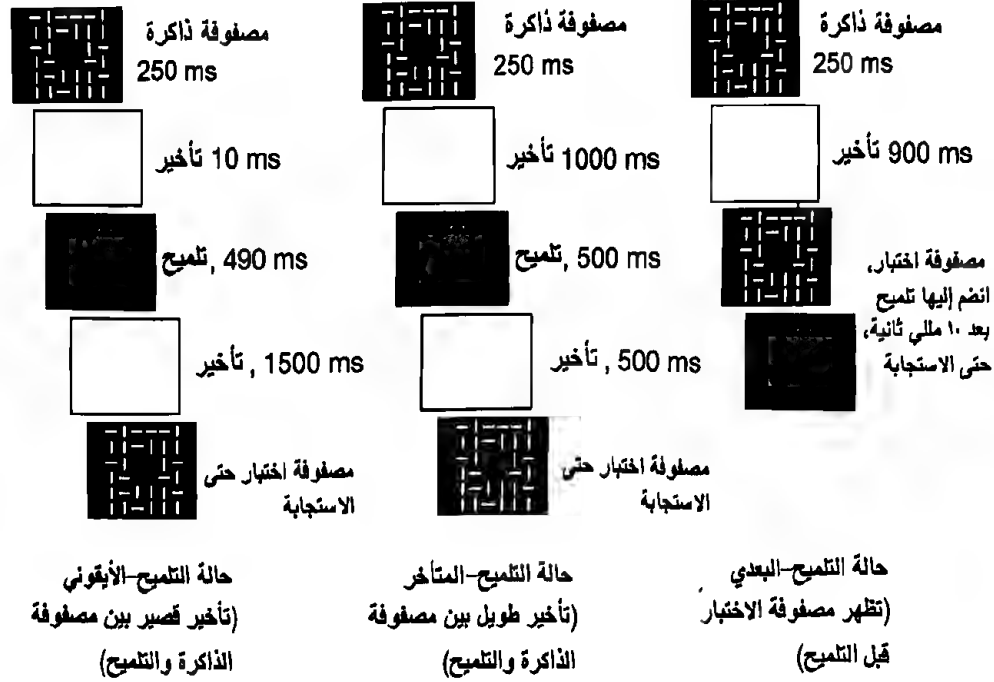 مصفوفة ذاكرة
250 ms
تأخير 10 ms
تلميح, 490 ms
تأخير , 1500 ms
مصفوفة اختبار حتى
الاستجابة
حالة التلميح-الأيقوني
(تأخير قصير بين مصفوفة
الذاكرة والتلميح)
مصفوفة ذاكرة
250 ms
تأخير 1000 ms
تلميح, 500 ms
تأخير , 500 ms
مصفوفة اختبار حتى
الاستجابة
حالة التلميح-المتأخر
(تأخير طويل بين مصفوفة
الذاكرة والتلميح)
مصفوفة ذاكرة
250 ms
تأخير 900 ms
مصفوفة اختبار,
انضم إليها تلميح
بعد ١٠ مللي ثانية,
حتى الاستجابة
حالة التلميح-البعدي
(تظهر مصفوفة الاختبار
قبل التلميح)